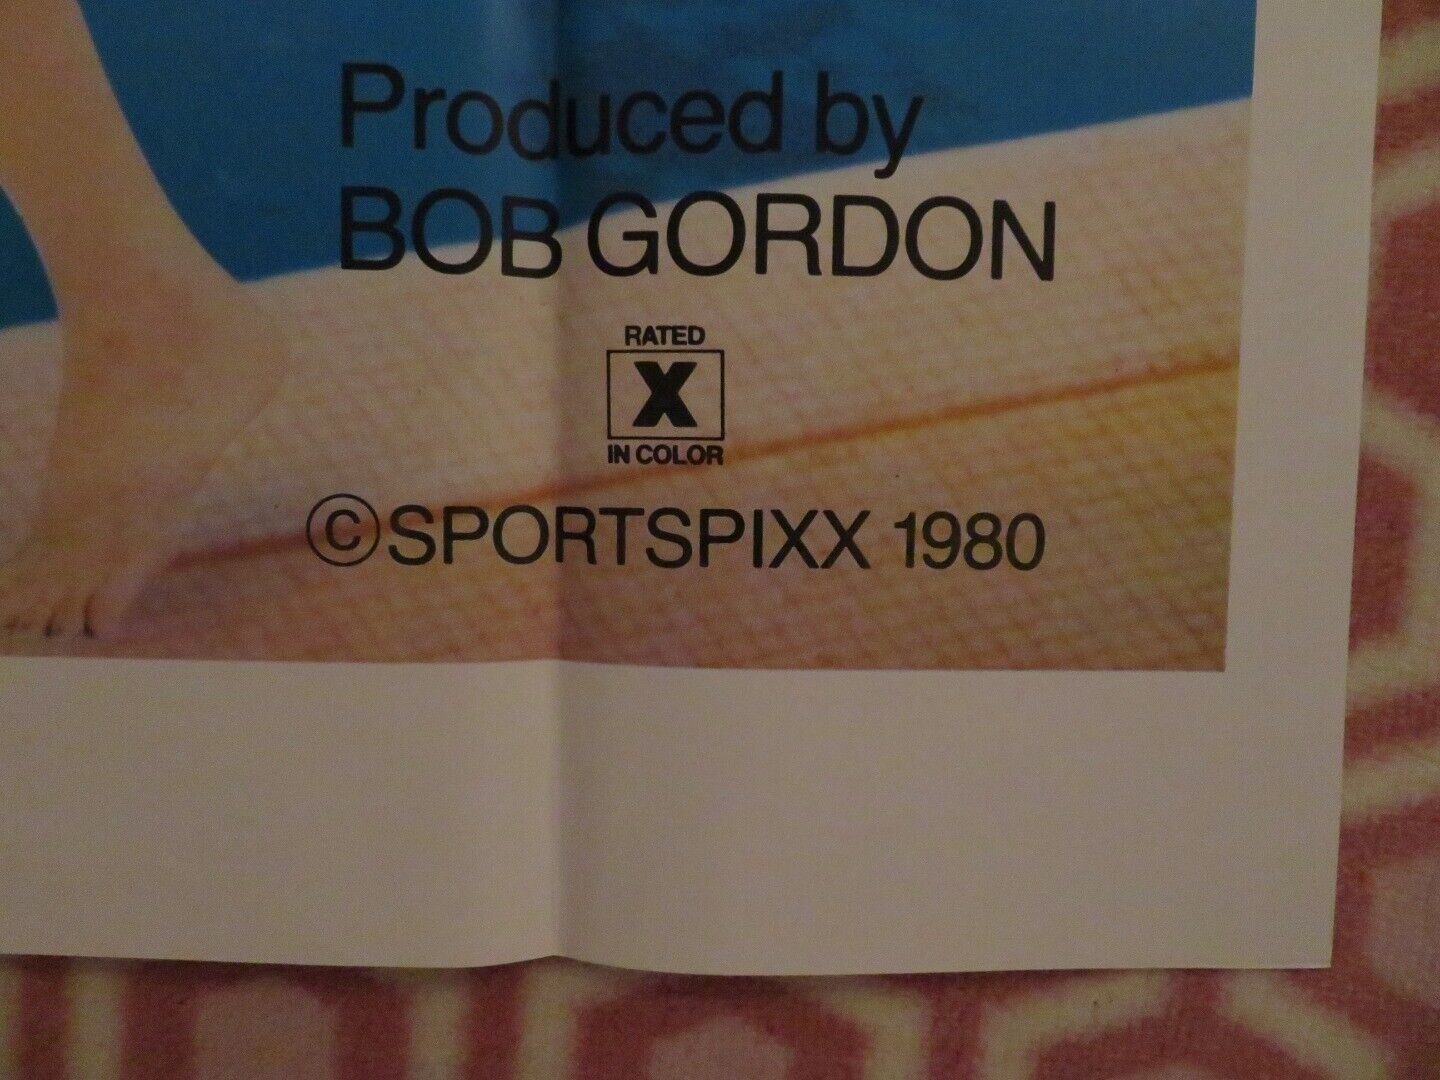 Produced by
BOB GORDON
RATED
X
IN COLOR
©SPORTSPIXX 1980